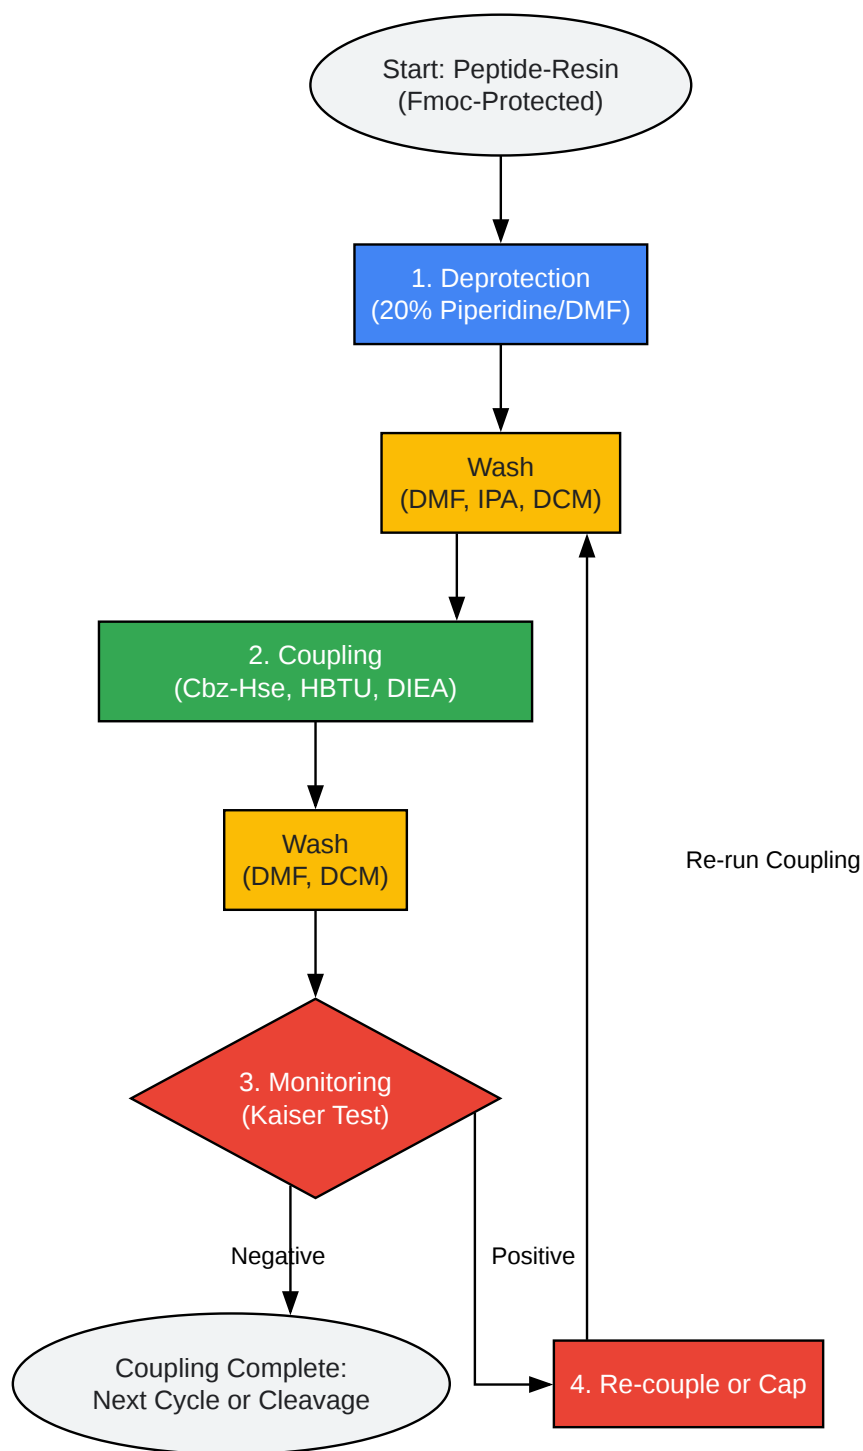 Start: Peptide-Resin
(Fmoc-Protected)
1. Deprotection
(20% Piperidine/DMF)
Wash
(DMF, IPA, DCM)
2. Coupling
(Cbz-Hse, HBTU, DIEA)
Wash
(DMF, DCM)
Re-run Coupling
3. Monitoring
(Kaiser Test)
Negative
Positive
Coupling Complete:
Next Cycle or Cleavage
4. Re-couple or Cap